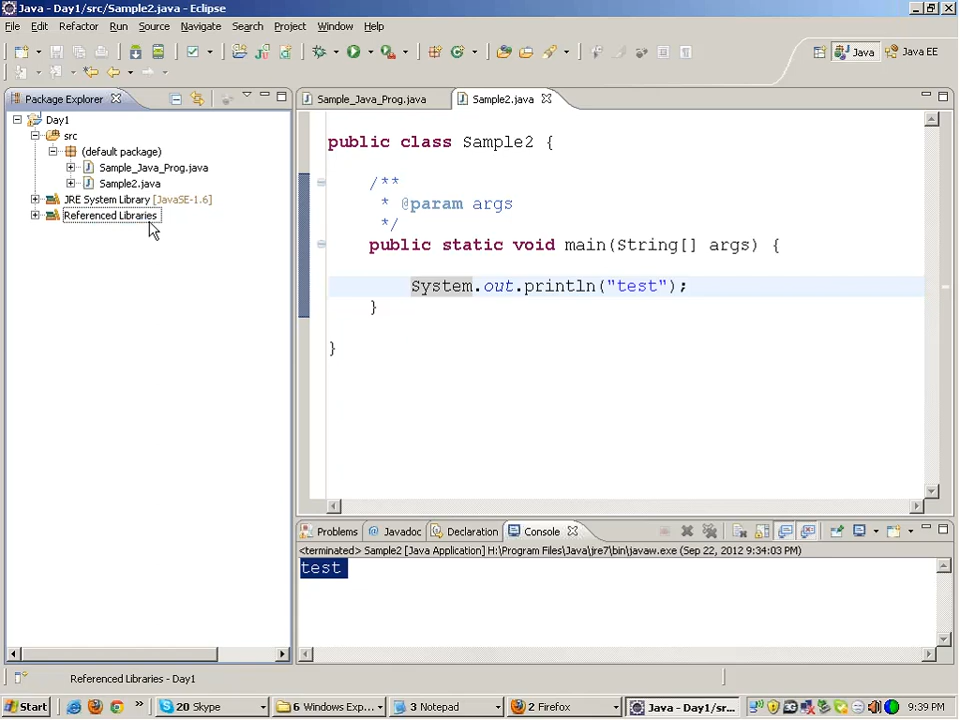 Java - Day1/src/Sample2.java - Eclipse
File Edit Refactor Run Source Navigate Search Project Window Help
Java Java EE
Package Explorer
Sample_Java_Prog.java Sample2.java
Day1
src
(default package)
Sample_Java_Prog.java
Sample2.java
JRE System Library [JavaSE-1.6]
Referenced Libraries
public class Sample2 {
/**
* @param args
*/
public static void main(String[] args) {
System.out.println("test");
}
}
Problems Javadoc Declaration Console
<terminated> Sample2 [Java Application] H:\Program Files\Java\jre7\bin\javaw.exe (Sep 22, 2012 9:34:03 PM)
test
Referenced Libraries - Day1
Start 20 Skype 6 Windows Exp... 3 Notepad 2 Firefox Java - Day1/sr... 9:39 PM